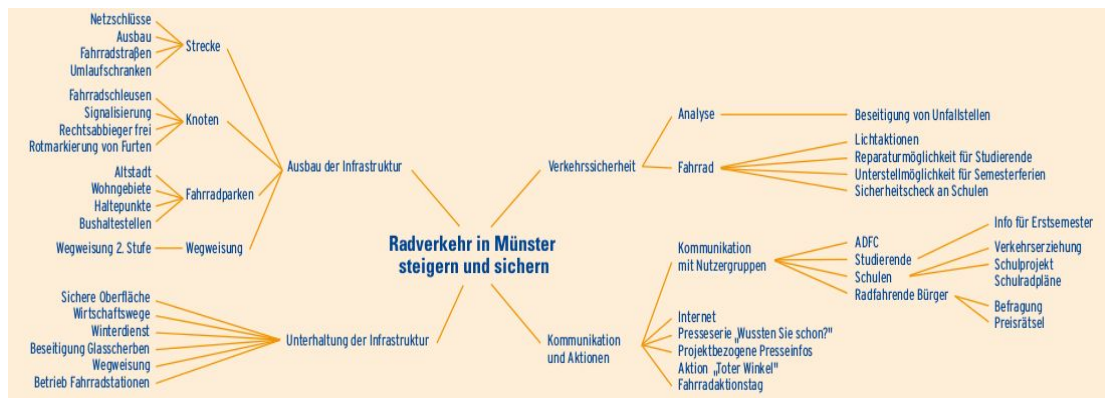 Netzschlüsse
Ausbau
Fahrradstraßen
Umlaufschranken
Strecke
Fahrradschleusen
Signalisierung
Rechtsabbieger frei
Rotmarkierung von Furten
Knoten
Altstadt
Wohngebiete
Haltepunkte
Bushaltestellen
Fahrradparken
Wegweisung 2. Stufe
Wegweisung
Ausbau der Infrastruktur
Sichere Oberfläche
Wirtschaftswege
Winterdienst
Beseitigung Glasscherben
Wegweisung
Betrieb Fahrradstationen
Unterhaltung der Infrastruktur
Radverkehr in Münster
steigern und sichern
Verkehrssicherheit
Analyse
Beseitigung von Unfallstellen
Fahrrad
Lichtaktionen
Reparaturmöglichkeit für Studierende
Unterstellmöglichkeit für Semesterferien
Sicherheitscheck an Schulen
Kommunikation
und Aktionen
Kommunikation
mit Nutzergruppen
ADFC
Studierende
Schulen
Radfahrende Bürger
Info für Erstsemester
Verkehrserziehung
Schulprojekt
Schulradpläne
Befragung
Preisrätsel
Internet
Presseserie „Wussten Sie schon?"
Projektbezogene Presseinfos
Aktion „Toter Winkel"
Fahrradaktionstag